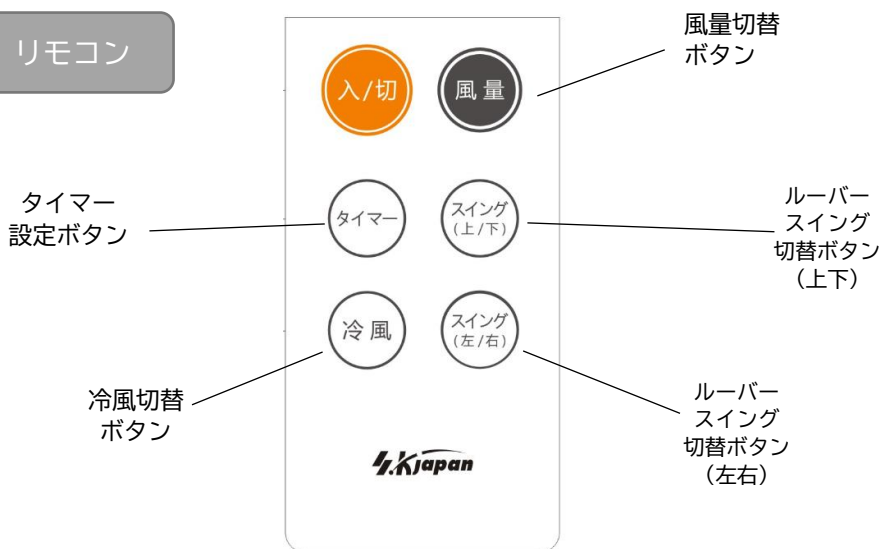 リモコン
風量切替
ボタン
入/切
風量
タイマー
設定ボタン
タイマー
スイング
(上/下)
ルーバー
スイング
切替ボタン
（上下）
冷風
スイング
(左/右)
冷風切替
ボタン
ルーバー
スイング
切替ボタン
（左右）
S.Kjapan